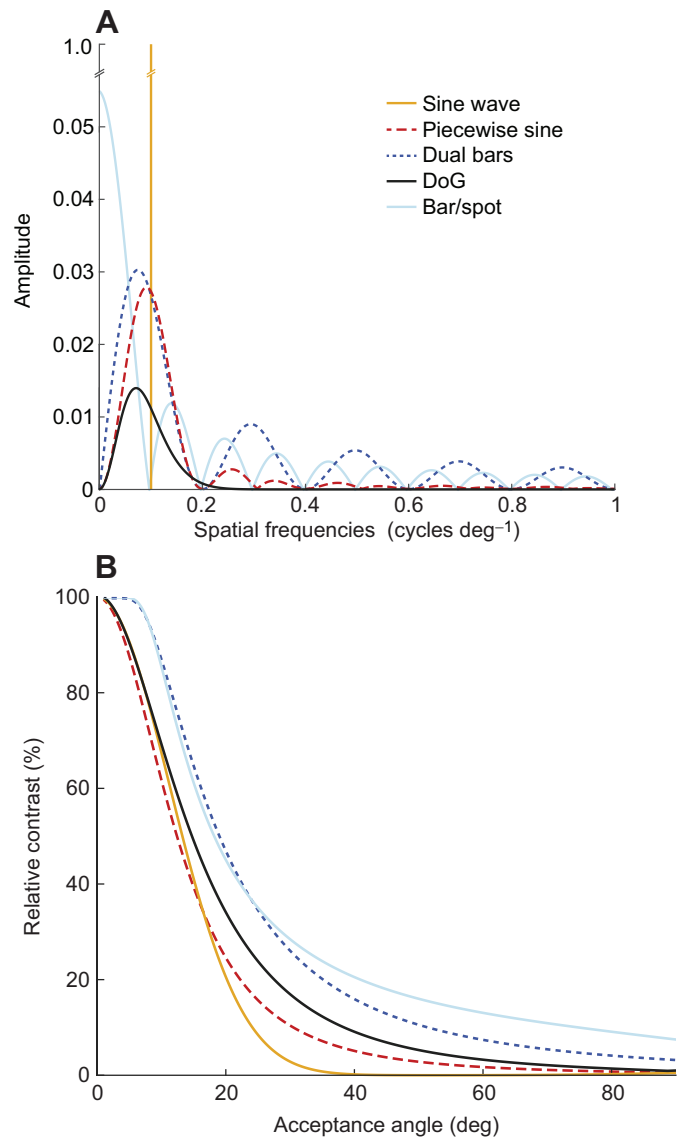 A
1.0
0.05
0.04
0.03
0.02
0.01
0
Amplitude
Sine wave
Piecewise sine
Dual bars
DoG
Bar/spot
0 0.2 0.4 0.6 0.8 1
Spatial frequencies (cycles deg⁻¹)
B
100
80
60
40
20
0
Relative contrast (%)
0 20 40 60 80
Acceptance angle (deg)